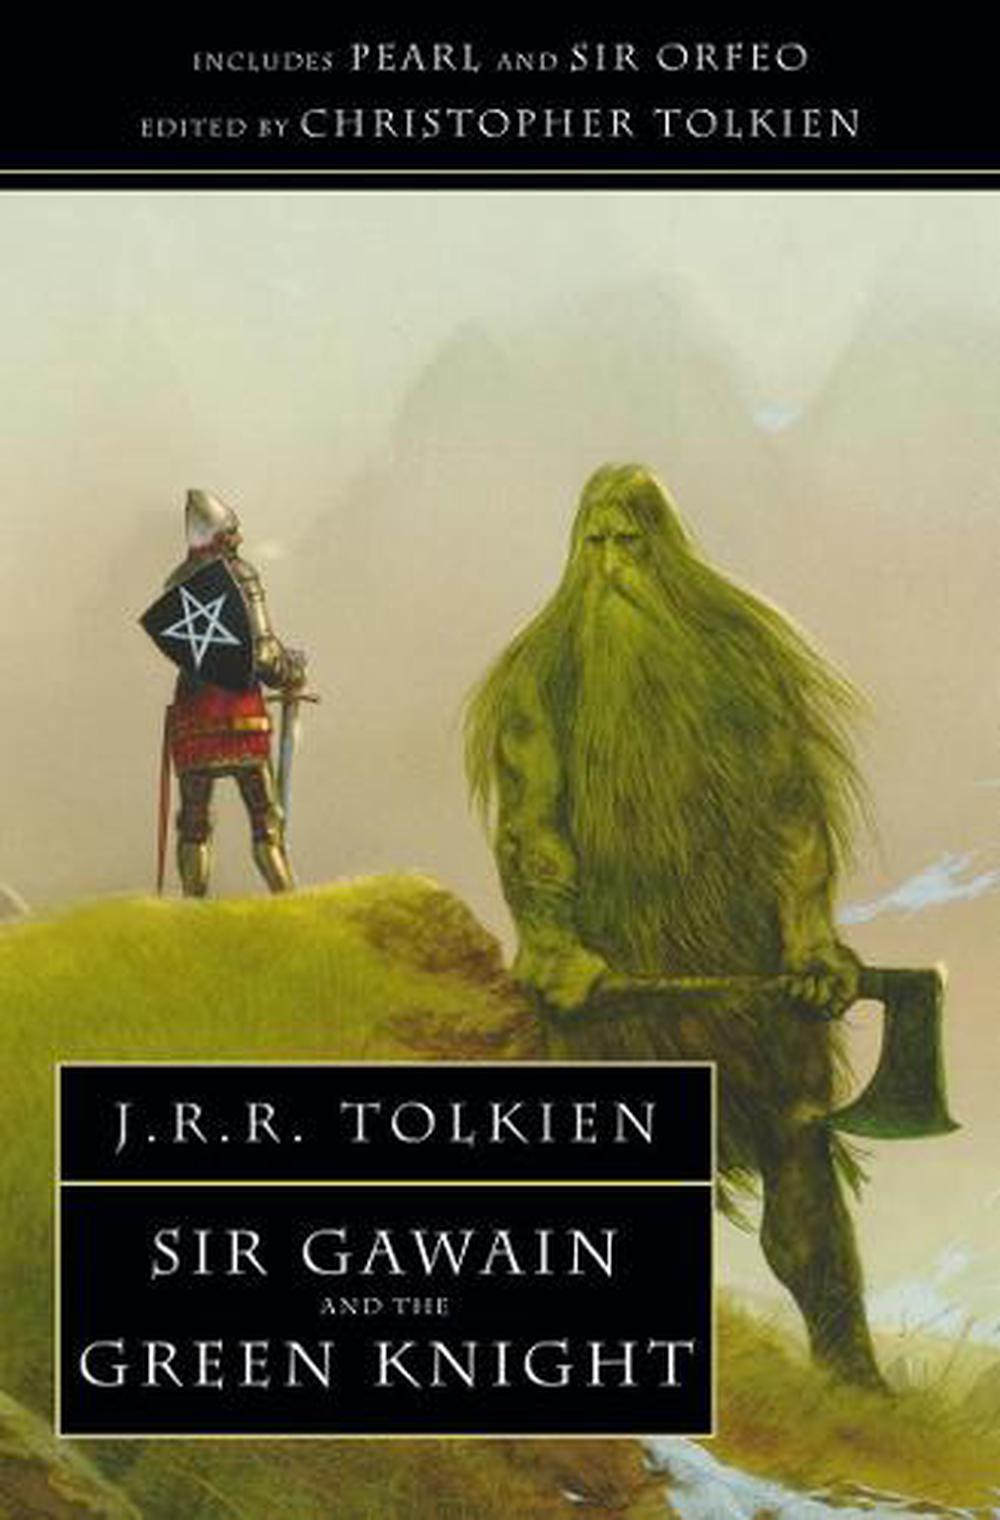 INCLUDES PEARL AND SIR ORFEO
EDITED BY CHRISTOPHER TOLKIEN
J.R.R. TOLKIEN
SIR GAWAIN
AND THE
GREEN KNIGHT